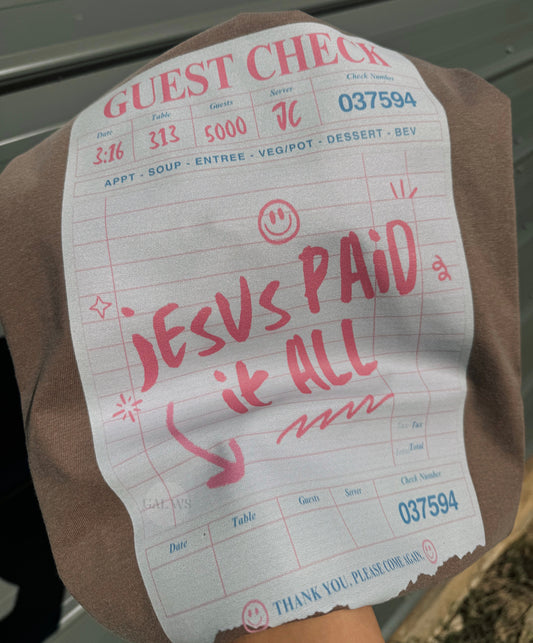 GUEST CHECK
Date Table Guests Server Check Number
3:16 313 5000 JC 037594
APPT - SOUP - ENTREE - VEG/POT - DESSERT - BEV
JESUS PAID
it ALL
Tax
Total
Date Table Guests Server Check Number
037594
THANK YOU. PLEASE COME AGAIN.